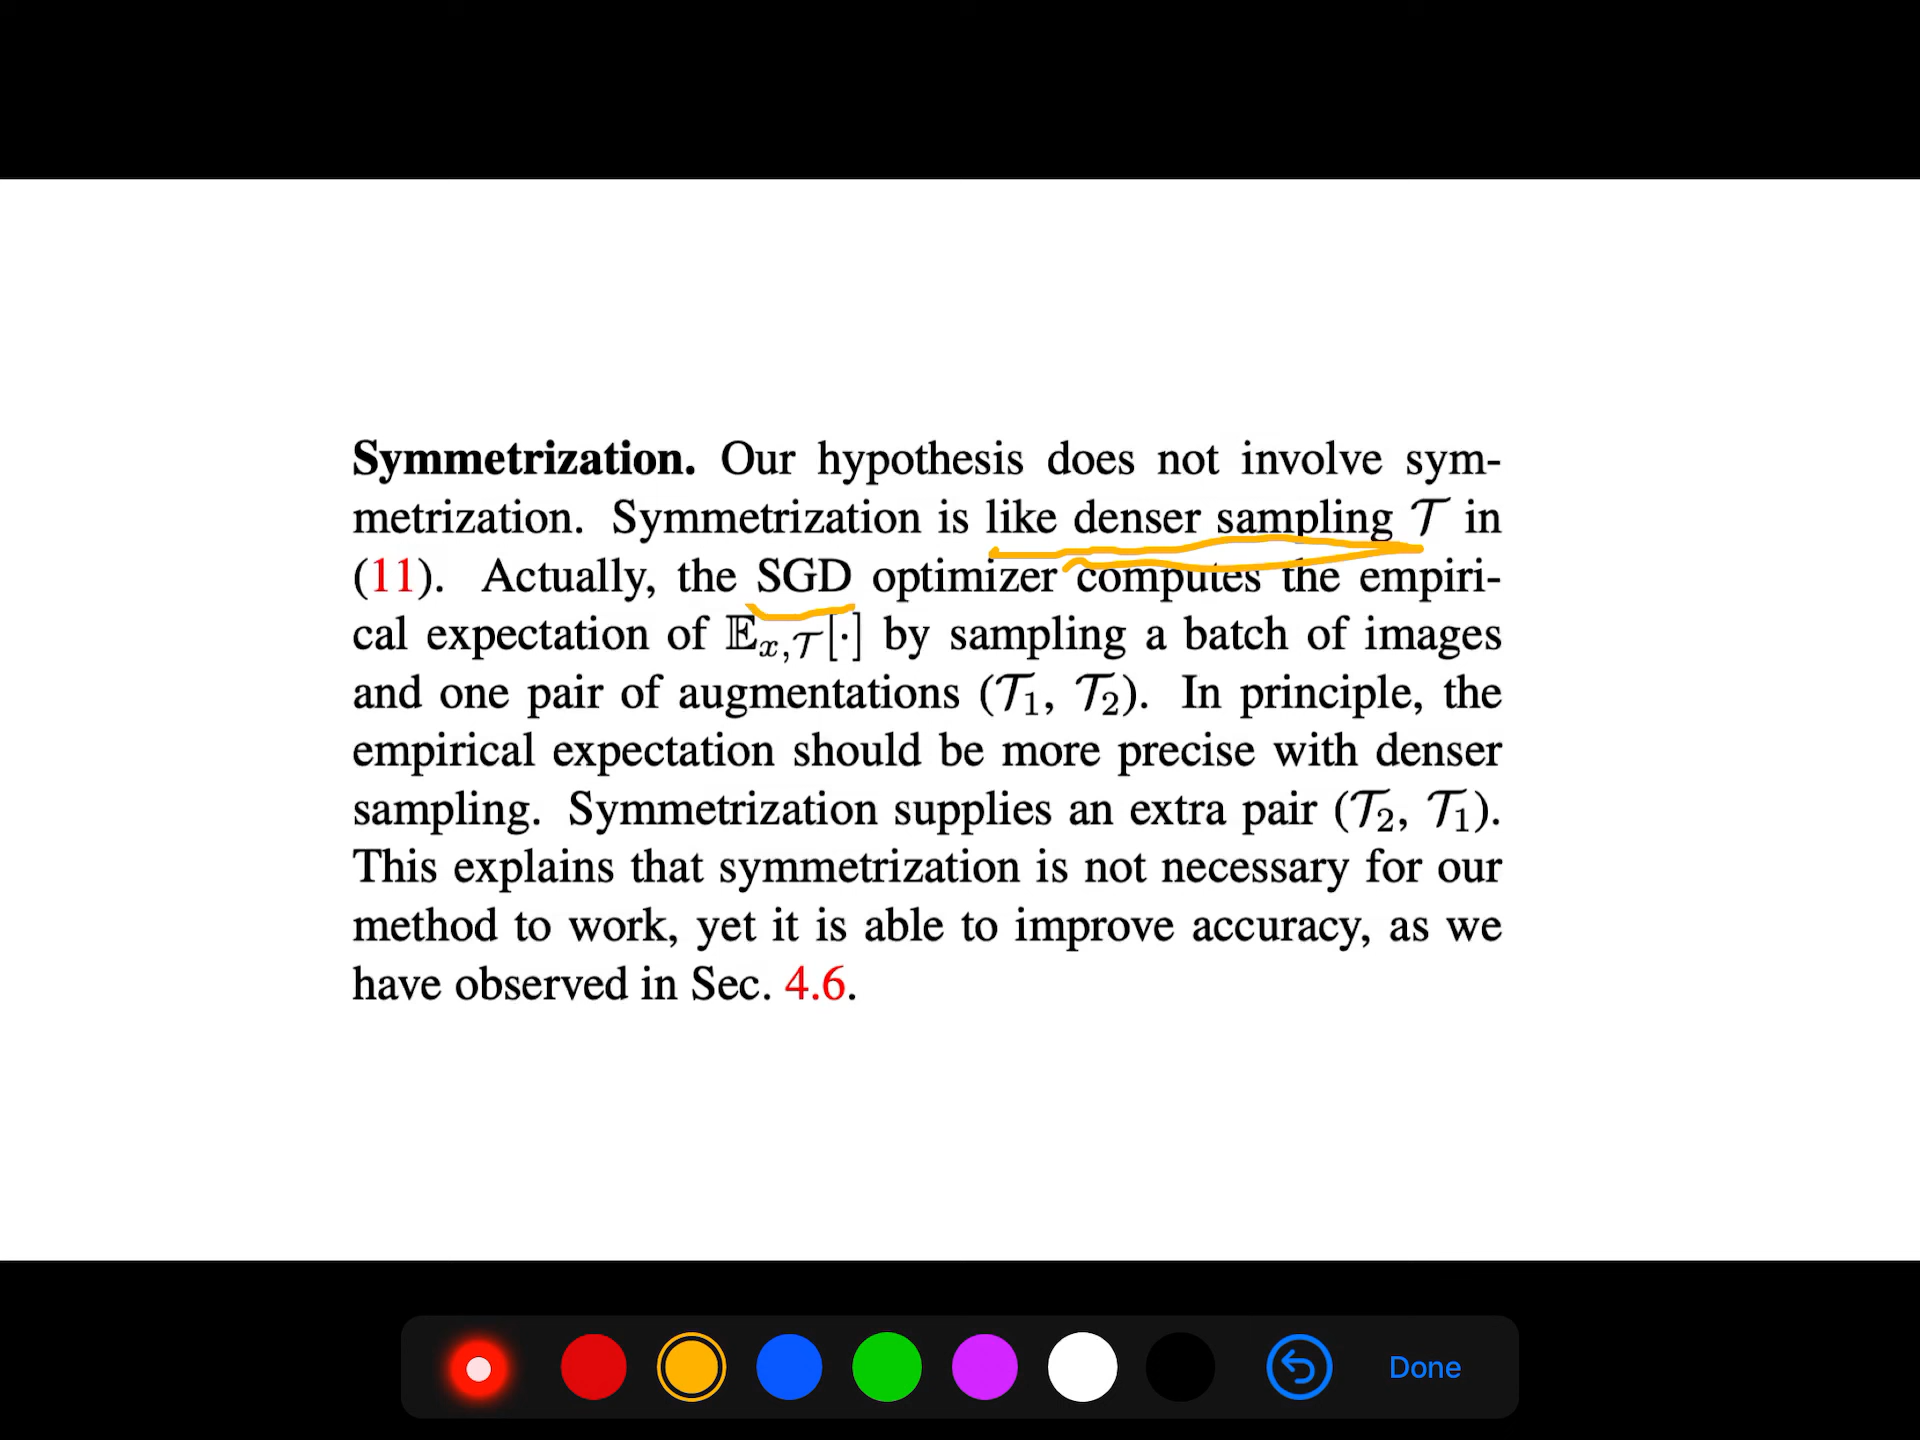 Symmetrization. Our hypothesis does not involve sym-
metrization. Symmetrization is like denser sampling 𝒯 in
(11). Actually, the SGD optimizer computes the empiri-
cal expectation of 𝔼ₓ,𝒯[·] by sampling a batch of images
and one pair of augmentations (𝒯₁, 𝒯₂). In principle, the
empirical expectation should be more precise with denser
sampling. Symmetrization supplies an extra pair (𝒯₂, 𝒯₁).
This explains that symmetrization is not necessary for our
method to work, yet it is able to improve accuracy, as we
have observed in Sec. 4.6.
Done